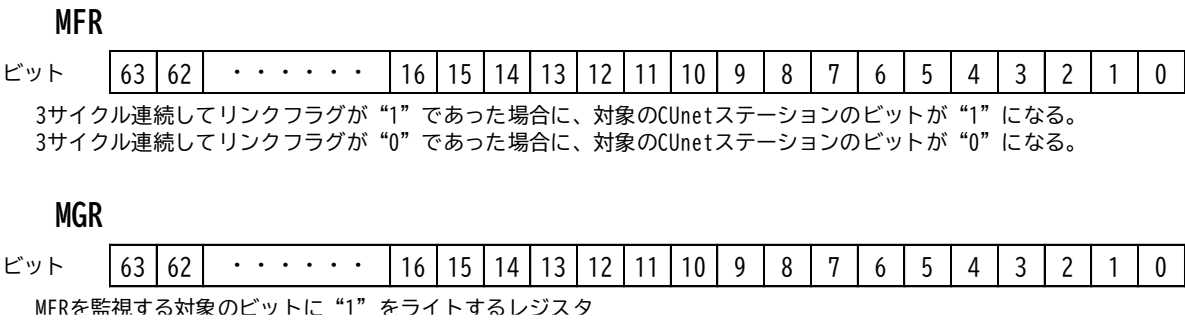 MFR
ビット 63 62 ・・・・・・ 16 15 14 13 12 11 10 9 8 7 6 5 4 3 2 1 0
3サイクル連続してリンクフラグが“1”であった場合に、対象のCUnetステーションのビットが“1”になる。
3サイクル連続してリンクフラグが“0”であった場合に、対象のCUnetステーションのビットが“0”になる。
MGR
ビット 63 62 ・・・・・・ 16 15 14 13 12 11 10 9 8 7 6 5 4 3 2 1 0
MFRを監視する対象のビットに“1”をライトするレジスタ